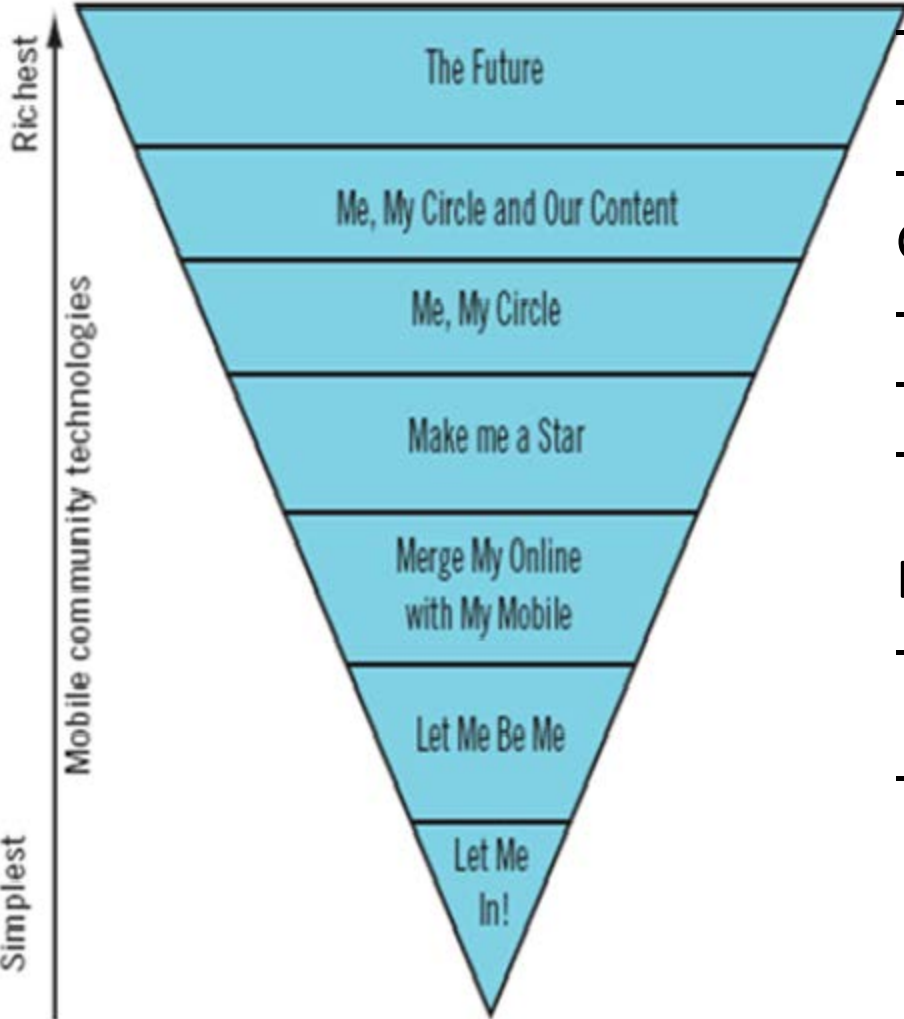 Richest
Mobile community technologies
Simplest
The Future
Me, My Circle and Our Content
Me, My Circle
Make me a Star
Merge My Online
with My Mobile
Let Me Be Me
Let Me
In!